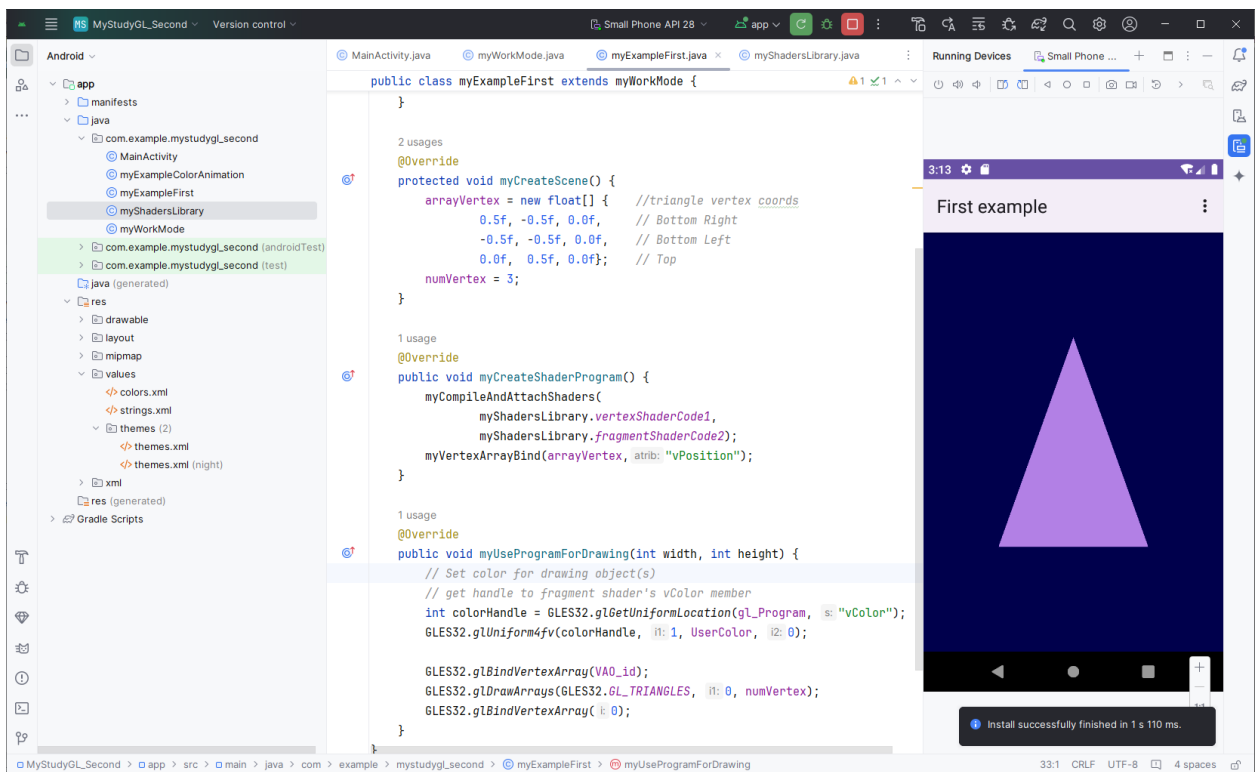 MS MyStudyGL_Second Version control Small Phone API 28 app
Android
app
manifests
java
com.example.mystudygl_second
MainActivity
myExampleColorAnimation
myExampleFirst
myShadersLibrary
myWorkMode
com.example.mystudygl_second (androidTest)
com.example.mystudygl_second (test)
java (generated)
res
drawable
layout
mipmap
values
colors.xml
strings.xml
themes (2)
themes.xml
themes.xml (night)
xml
res (generated)
Gradle Scripts
MainActivity.java myWorkMode.java myExampleFirst.java myShadersLibrary.java
public class myExampleFirst extends myWorkMode { 1 1
}
2 usages
@Override
protected void myCreateScene() {
arrayVertex = new float[] { //triangle vertex coords
0.5f, -0.5f, 0.0f, // Bottom Right
-0.5f, -0.5f, 0.0f, // Bottom Left
0.0f, 0.5f, 0.0f}; // Top
numVertex = 3;
}
1 usage
@Override
public void myCreateShaderProgram() {
myCompileAndAttachShaders(
myShadersLibrary.vertexShaderCode1,
myShadersLibrary.fragmentShaderCode2);
myVertexArrayBind(arrayVertex, atrib: "vPosition");
}
1 usage
@Override
public void myUseProgramForDrawing(int width, int height) {
// Set color for drawing object(s)
// get handle to fragment shader's vColor member
int colorHandle = GLES32.glGetUniformLocation(gl_Program, s: "vColor");
GLES32.glUniform4fv(colorHandle, i1: 1, UserColor, i2: 0);
GLES32.glBindVertexArray(VAO_id);
GLES32.glDrawArrays(GLES32.GL_TRIANGLES, i1: 0, numVertex);
GLES32.glBindVertexArray( i: 0);
}
}
Running Devices Small Phone ...
3:13
First example
Install successfully finished in 1 s 110 ms.
MyStudyGL_Second > app > src > main > java > com > example > mystudygl_second > myExampleFirst > myUseProgramForDrawing 33:1 CRLF UTF-8 4 spaces